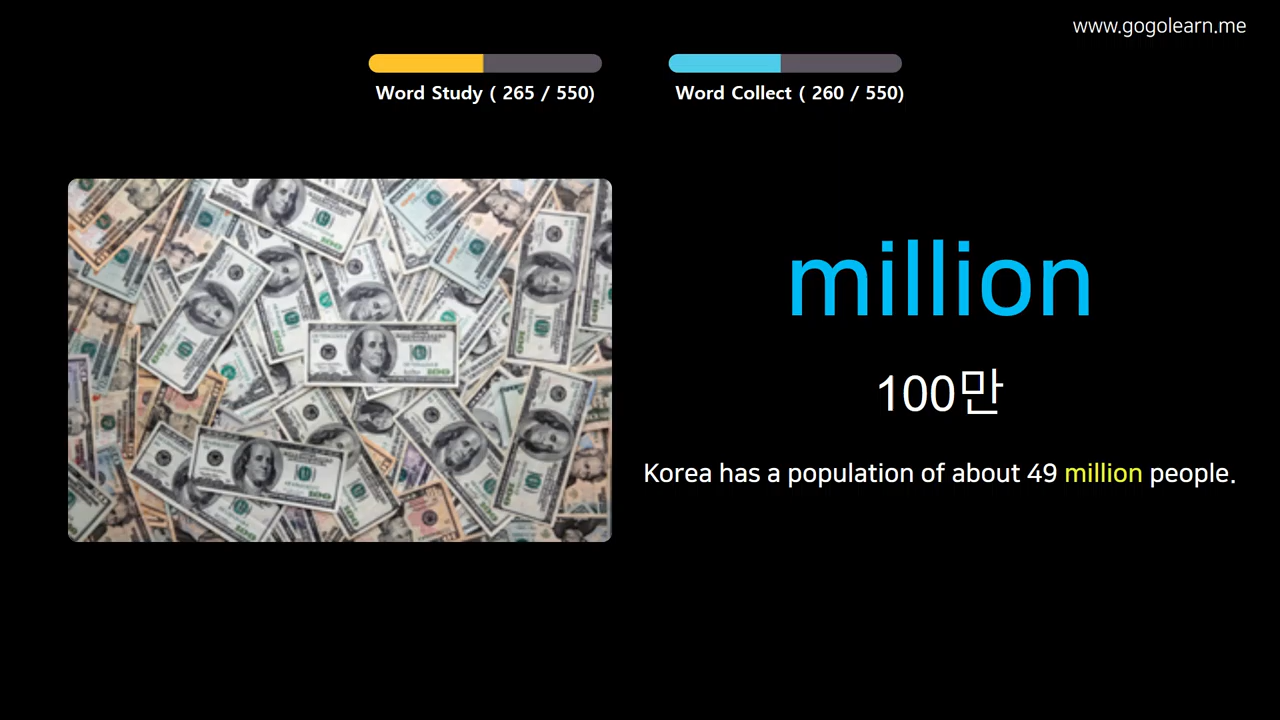 www.gogolearn.me
Word Study ( 265 / 550)
Word Collect ( 260 / 550)
million
100만
Korea has a population of about 49 million people.